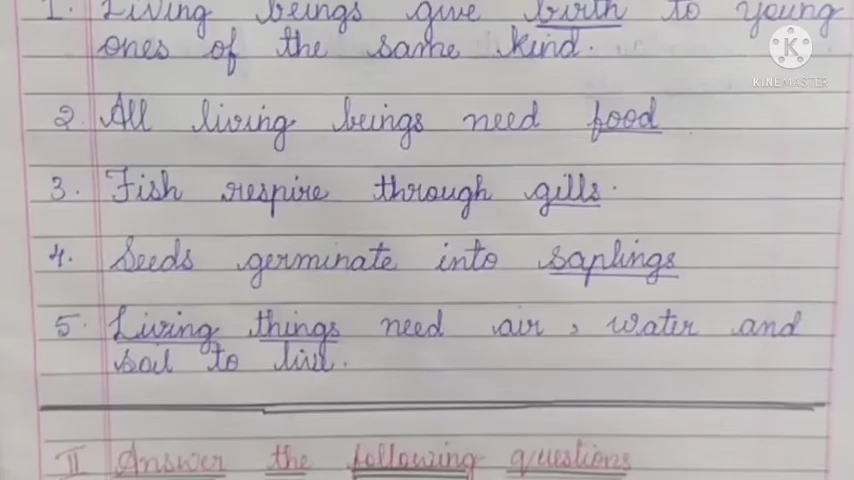 1. Living beings give birth to young
ones of the same kind.
2. All living beings need food
3. Fish respire through gills.
4. Seeds germinate into saplings
5. Living things need air, water and
soil to live.
II Answer the following questions
K
KINEMASTER